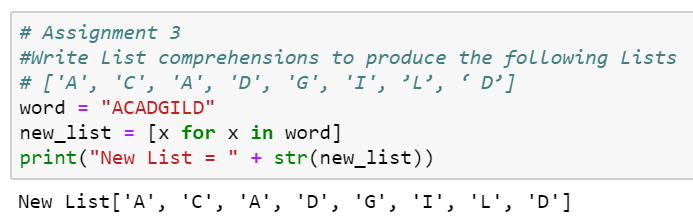 # Assignment 3
#Write List comprehensions to produce the following Lists
# ['A', 'C', 'A', 'D', 'G', 'I', ’L’, ‘ D’]
word = "ACADGILD"
new_list = [x for x in word]
print("New List = " + str(new_list))
New List['A', 'C', 'A', 'D', 'G', 'I', 'L', 'D']